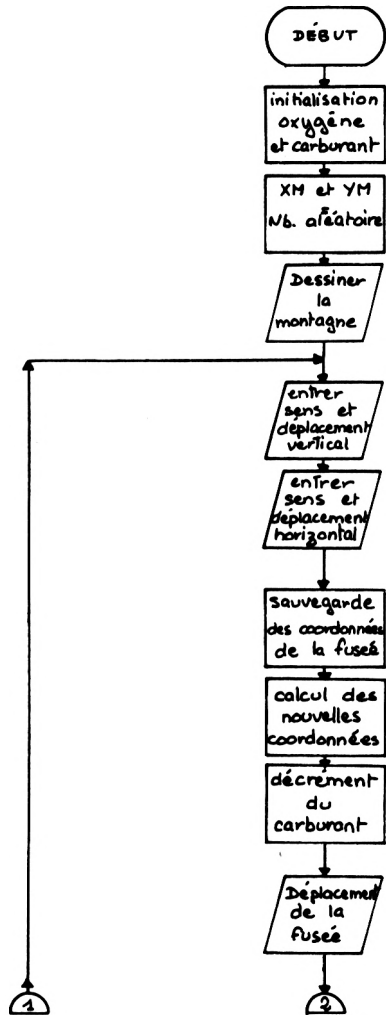 DÉBUT
initialisation
oxygène
et carburant
XM et YM
Nb. aléatoire
Dessiner
la
montagne
entrer
sens et
déplacement
vertical
entrer
sens et
déplacement
horizontal
sauvegarde
des coordonnées
de la fuseé
calcul des
nouvelles
coordonnées
décrément
du
carburant
Déplacement
de la
fuseé
1
2